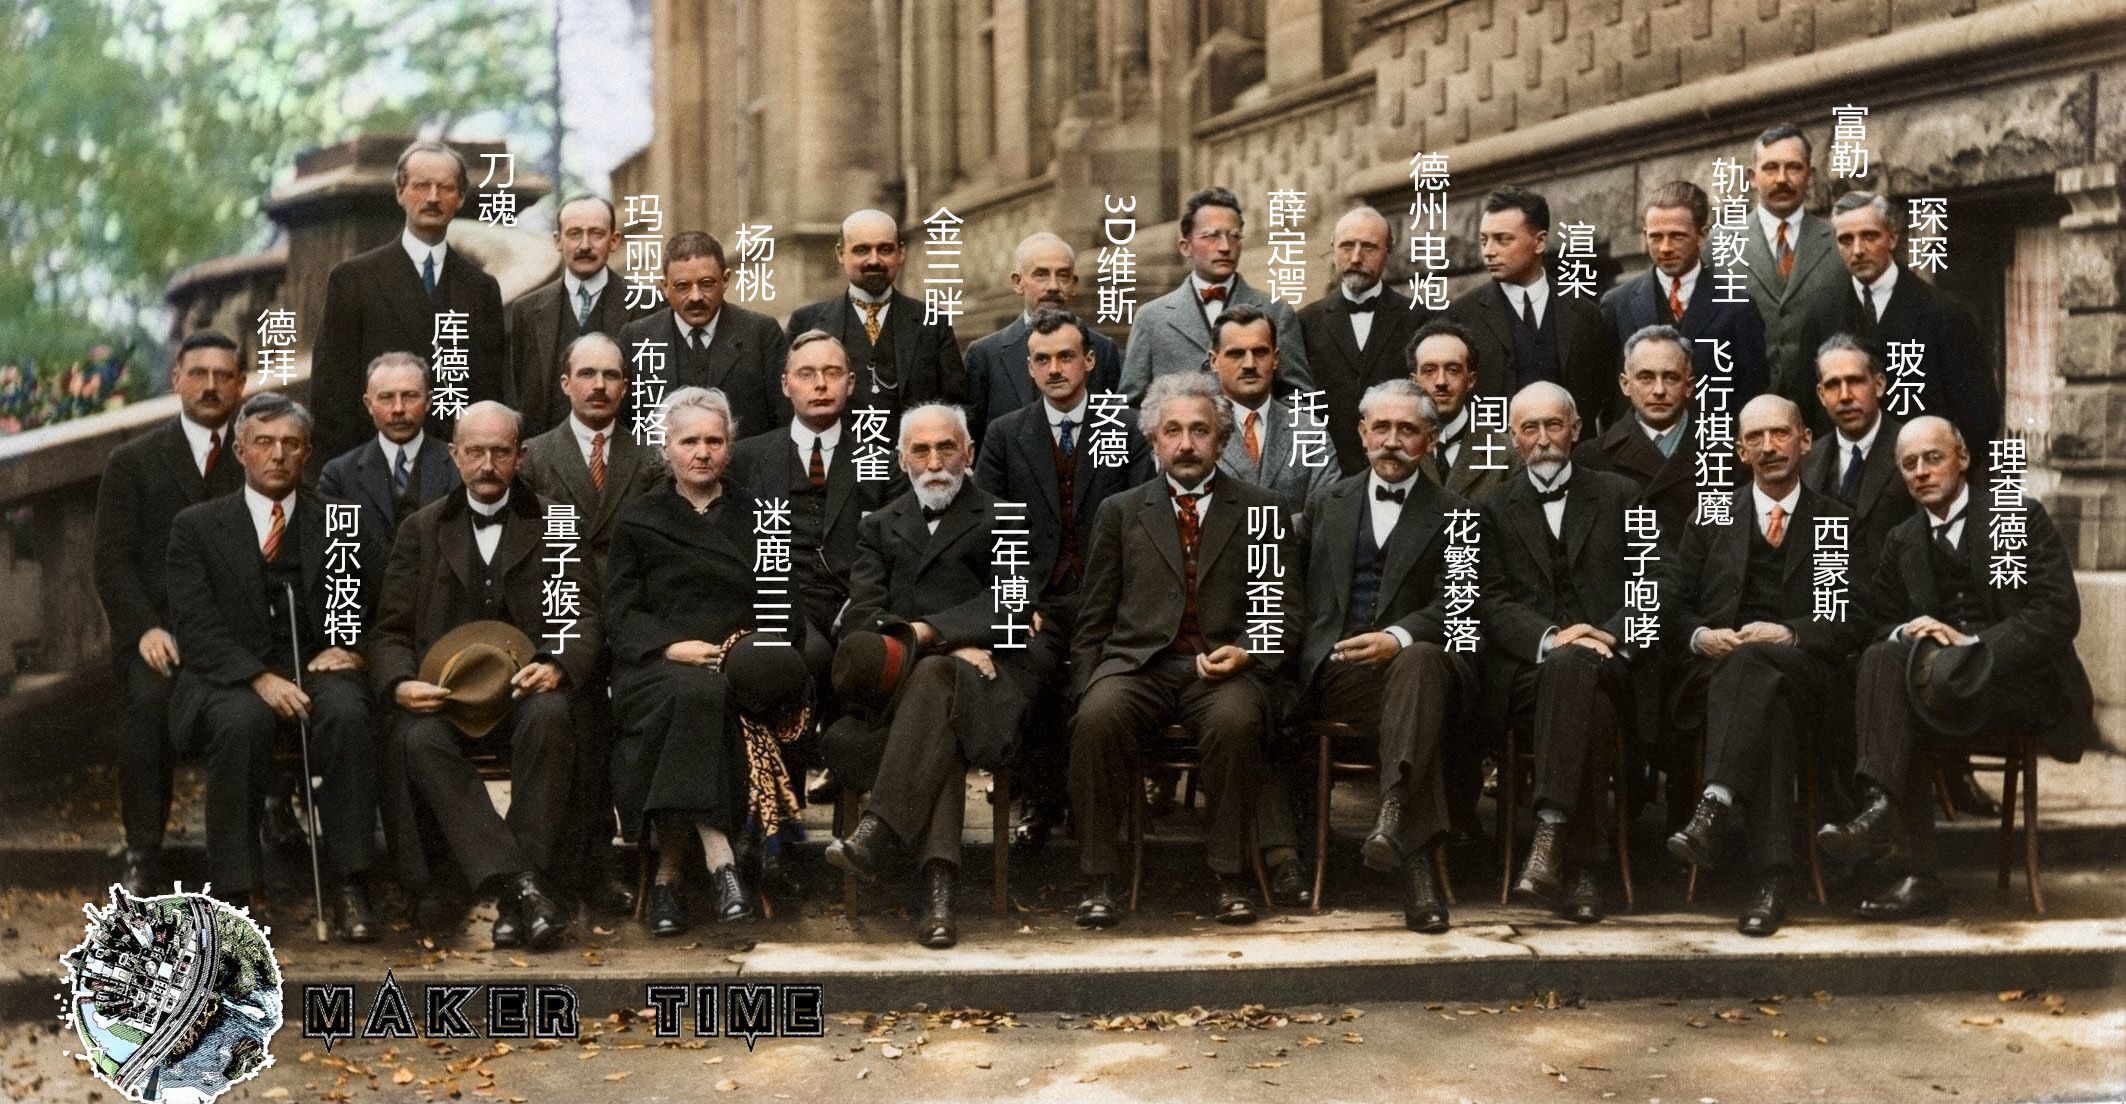 刀魂
玛丽苏
杨桃
金三胖
3D维斯
薛定谔
德州电炮
渲染
轨道教主
富勒
琛琛
德拜
库德森
布拉格
夜雀
安德
托尼
闰土
飞行棋狂魔
玻尔
阿尔波特
量子猴子
迷鹿三三
三年博士
叽叽歪歪
花繁梦落
电子咆哮
西蒙斯
理查德森
MAKER TIME